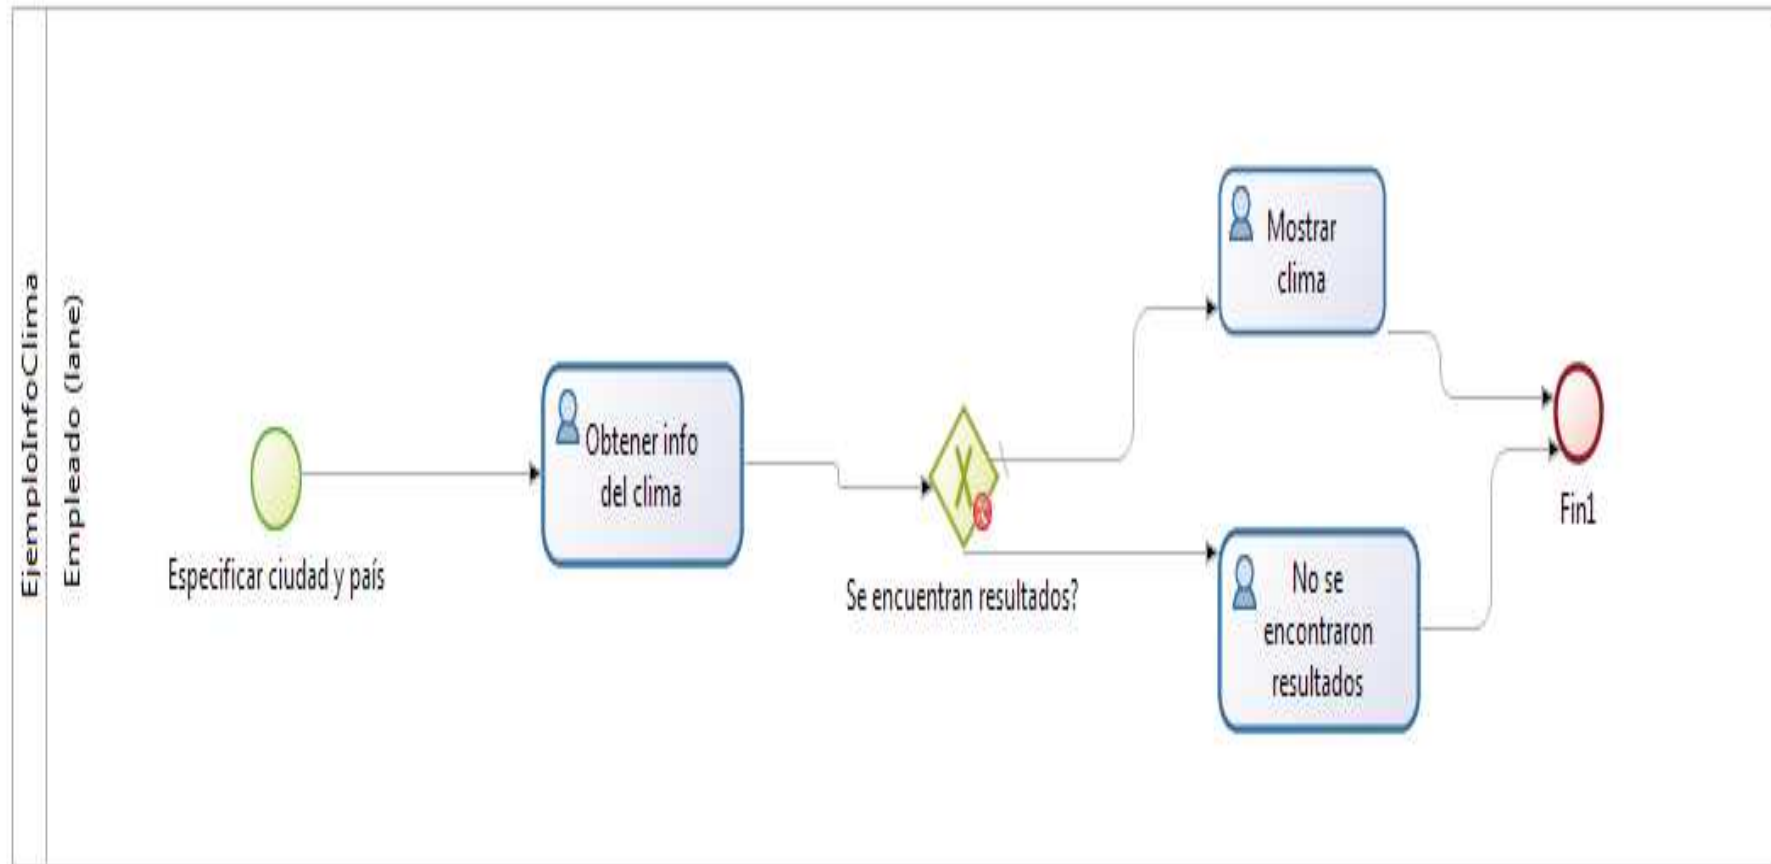 EjemploInfoClima
Empleado (lane)
Especificar ciudad y país
Obtener info
del clima
Se encuentran resultados?
Mostrar
clima
No se
encontraron
resultados
Fin1